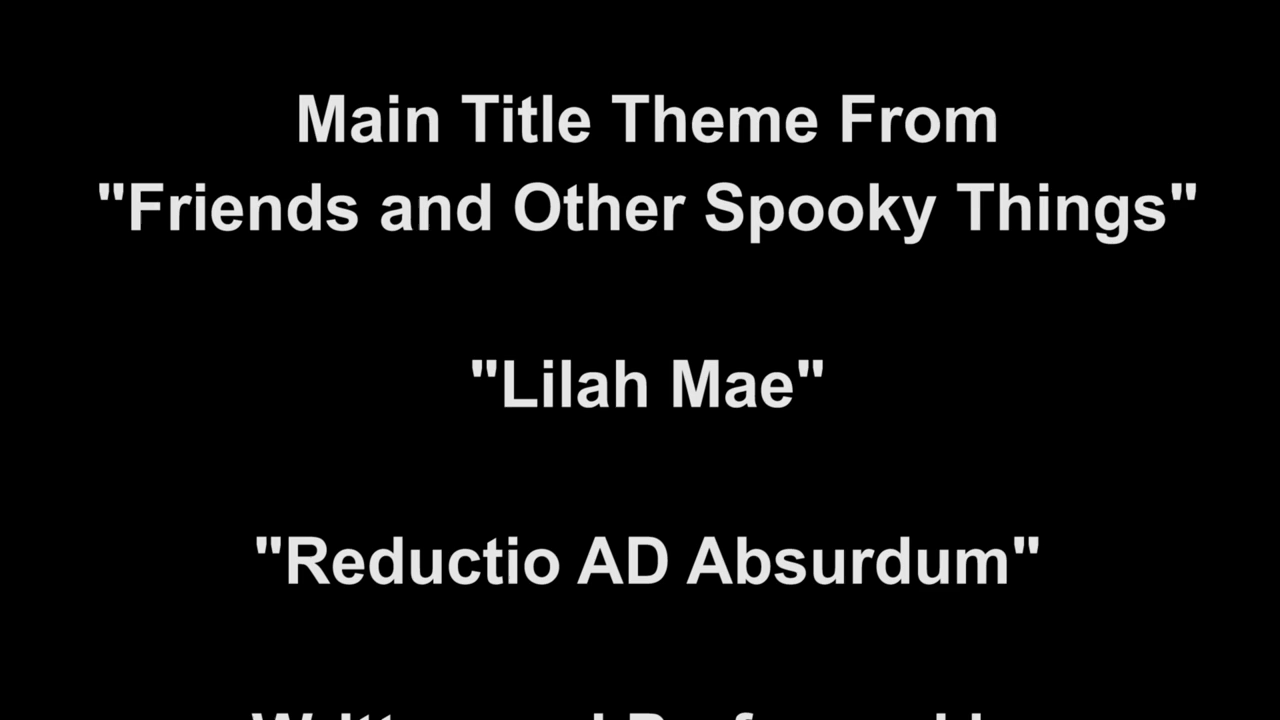 Main Title Theme From
"Friends and Other Spooky Things"
"Lilah Mae"
"Reductio AD Absurdum"